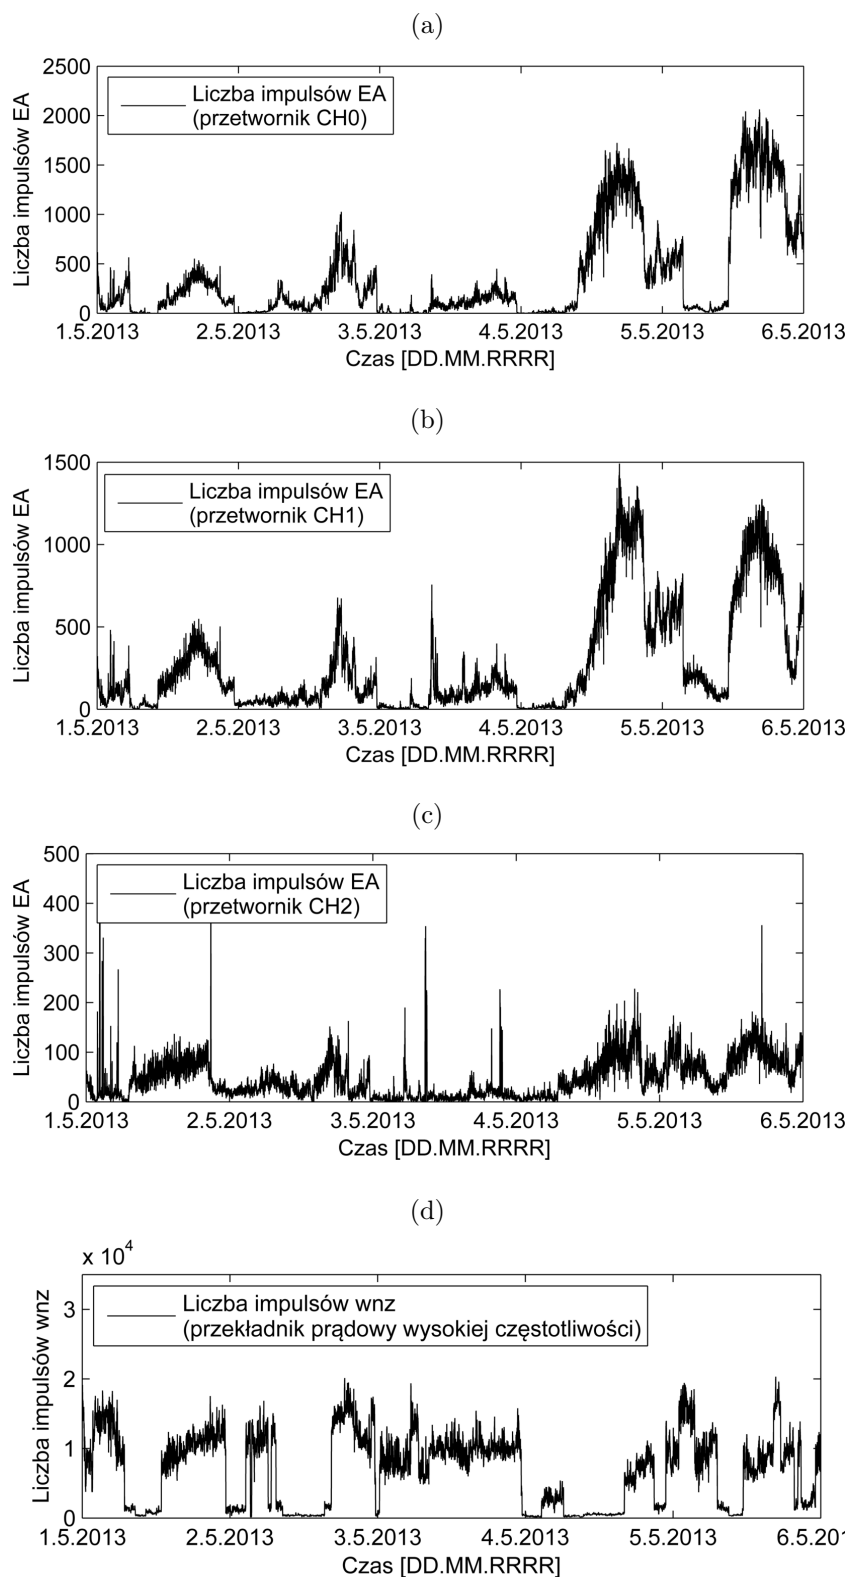 (a)
2500
2000
1500
1000
500
0
Liczba impulsów EA
Liczba impulsów EA
(przetwornik CH0)
1.5.2013 2.5.2013 3.5.2013 4.5.2013 5.5.2013 6.5.2013
Czas [DD.MM.RRRR]
(b)
1500
1000
500
0
Liczba impulsów EA
Liczba impulsów EA
(przetwornik CH1)
1.5.2013 2.5.2013 3.5.2013 4.5.2013 5.5.2013 6.5.2013
Czas [DD.MM.RRRR]
(c)
500
400
300
200
100
0
Liczba impulsów EA
Liczba impulsów EA
(przetwornik CH2)
1.5.2013 2.5.2013 3.5.2013 4.5.2013 5.5.2013 6.5.2013
Czas [DD.MM.RRRR]
(d)
x 10⁴
3
2
1
0
Liczba impulsów wnz
Liczba impulsów wnz
(przekładnik prądowy wysokiej częstotliwości)
1.5.2013 2.5.2013 3.5.2013 4.5.2013 5.5.2013 6.5.201
Czas [DD.MM.RRRR]